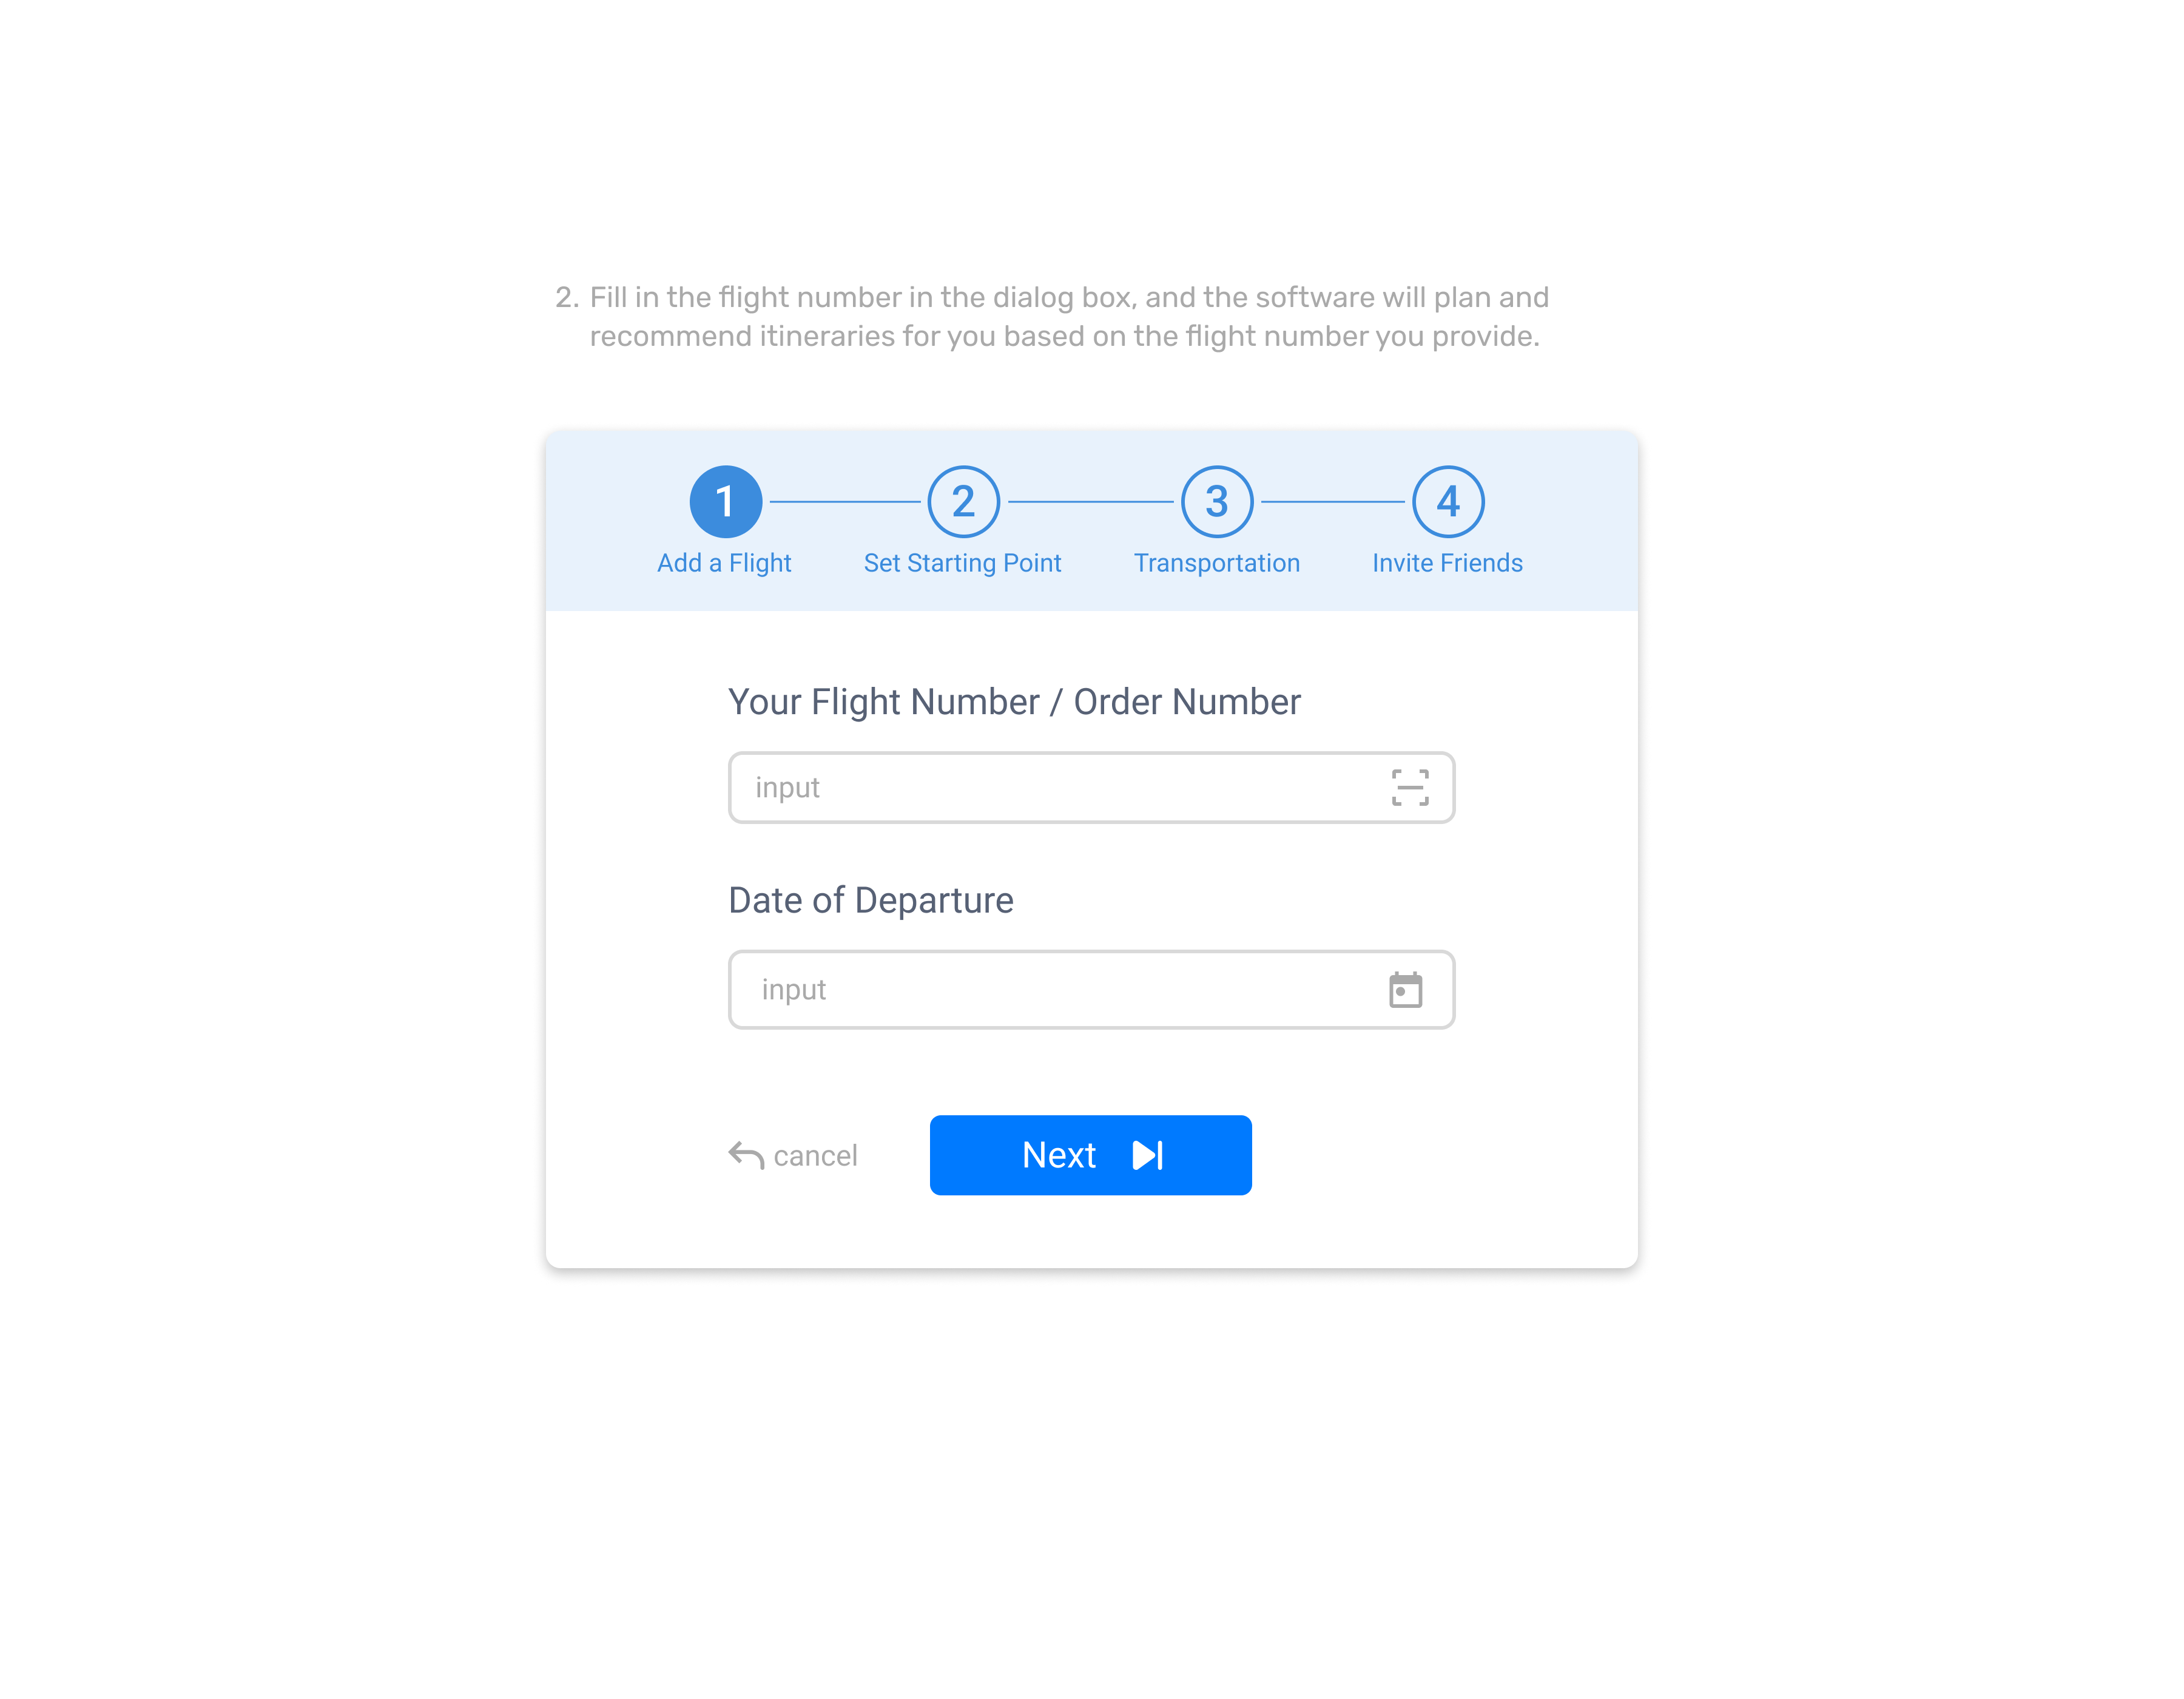 2. Fill in the flight number in the dialog box, and the software will plan and
recommend itineraries for you based on the flight number you provide.
1 2 3 4
Add a Flight Set Starting Point Transportation Invite Friends
Your Flight Number / Order Number
input
Date of Departure
input
cancel Next